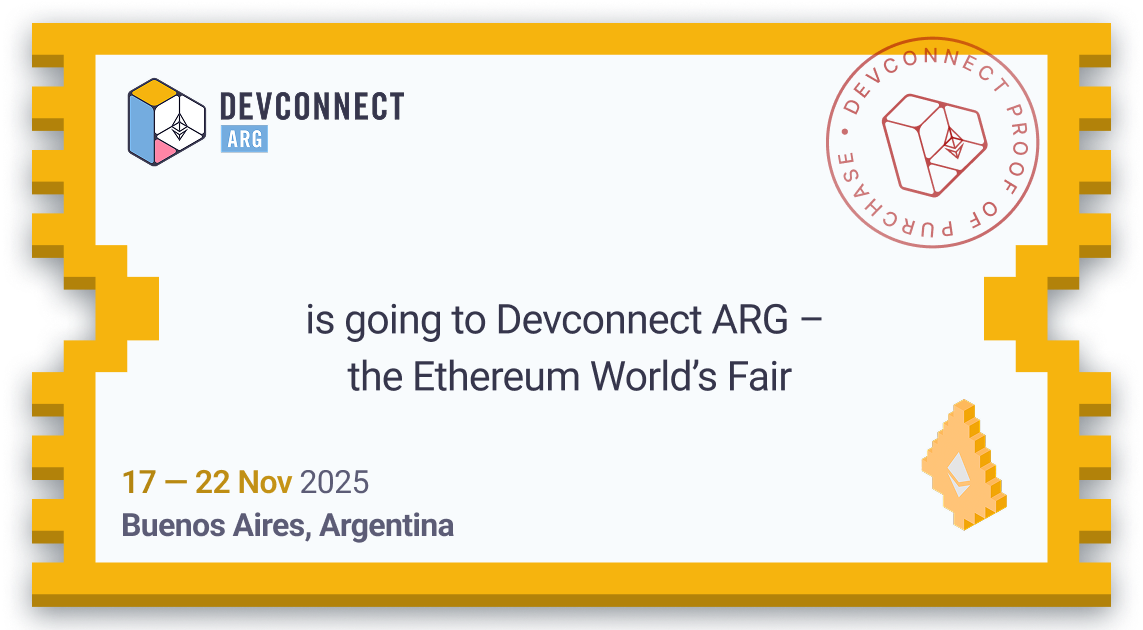 DEVCONNECT
ARG
• DEVCONNECT PROOF OF PURCHASE
is going to Devconnect ARG –
the Ethereum World’s Fair
17 — 22 Nov 2025
Buenos Aires, Argentina